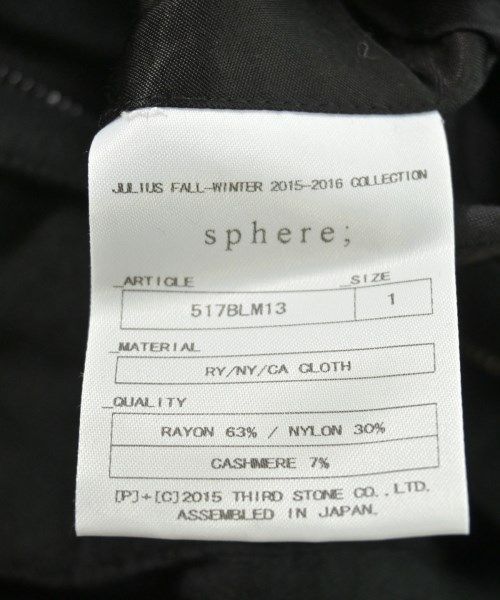 JULIUS FALL-WINTER 2015-2016 COLLECTION
sphere;
_ARTICLE _SIZE
517BLM13 1
_MATERIAL
RY/NY/CA CLOTH
_QUALITY
RAYON 63% / NYLON 30%
CASHMERE 7%
[P]+[C]2015 THIRD STONE CO.,LTD.
ASSEMBLED IN JAPAN.